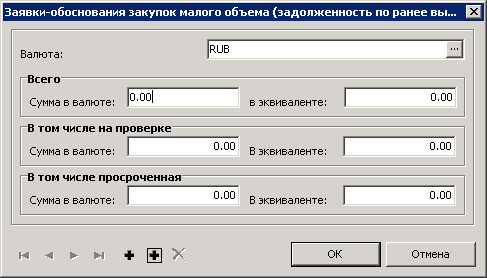 Заявки-обоснования закупок малого объема (задолженность по ранее вы...
Валюта: RUB ...
Всего
Сумма в валюте: 0.00 в эквиваленте: 0.00
В том числе на проверке
Сумма в валюте: 0.00 В эквиваленте: 0.00
В том числе просроченная
Сумма в валюте: 0.00 В эквиваленте: 0.00
OK Отмена